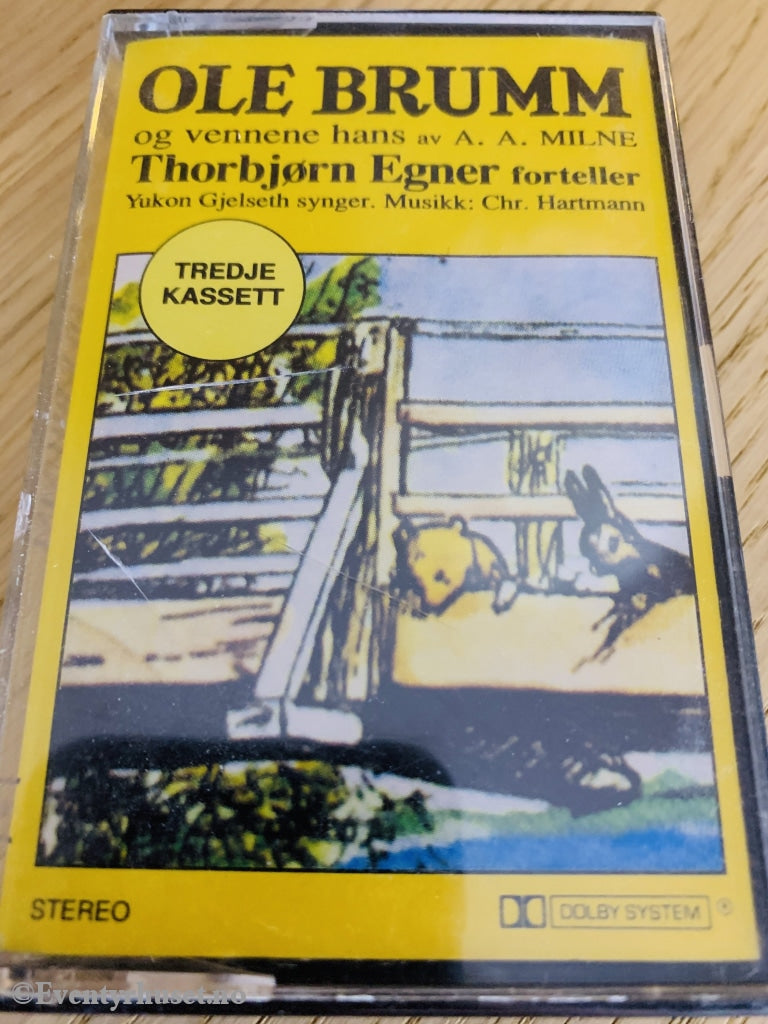 OLE BRUMM
og vennene hans av A. A. MILNE
Thorbjørn Egner forteller
Yukon Gjelseth synger. Musikk: Chr. Hartmann
TREDJE
KASSETT
STEREO
DOLBY SYSTEM ®
©Eventyrhuset.no